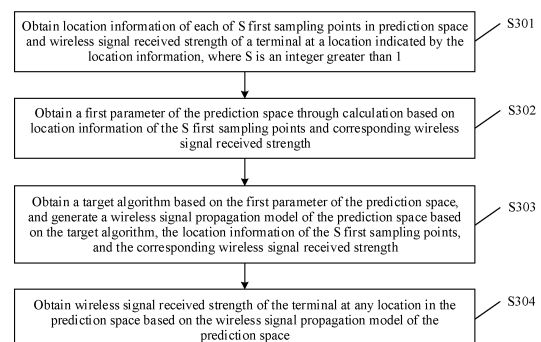 Obtain location information of each of S first sampling points in prediction space
and wireless signal received strength of a terminal at a location indicated by the
location information, where S is an integer greater than 1
S301
Obtain a first parameter of the prediction space through calculation based on
location information of the S first sampling points and corresponding wireless
signal received strength
S302
Obtain a target algorithm based on the first parameter of the prediction space,
and generate a wireless signal propagation model of the prediction space based
on the target algorithm, the location information of the S first sampling points,
and the corresponding wireless signal received strength
S303
Obtain wireless signal received strength of the terminal at any location in the
prediction space based on the wireless signal propagation model of the
prediction space
S304